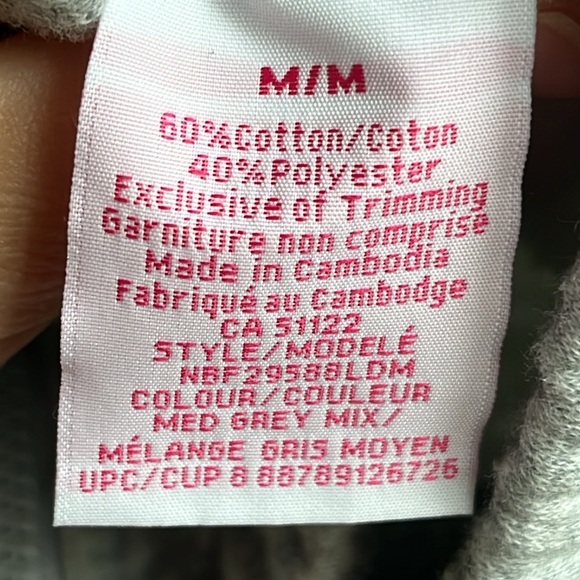 M/M
60%Cotton/Coton
40%Polyester
Exclusive of Trimming
Garniture non comprise
Made in Cambodia
Fabriqué au Cambodge
CA 51122
STYLE/MODELÉ
NBF29588LDM
COLOUR/COULEUR
MED GREY MIX/
MÉLANGE GRIS MOYEN
UPC/CUP 8 88789126726